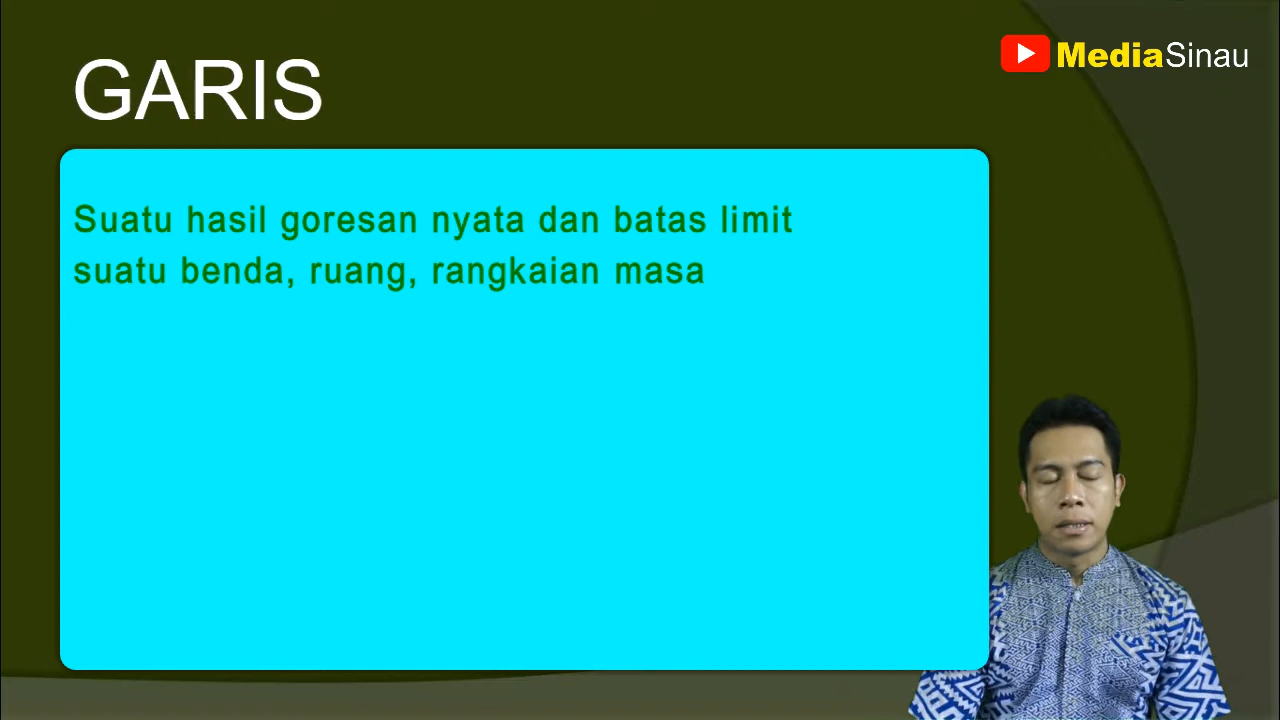 GARIS
MediaSinau
Suatu hasil goresan nyata dan batas limit
suatu benda, ruang, rangkaian masa